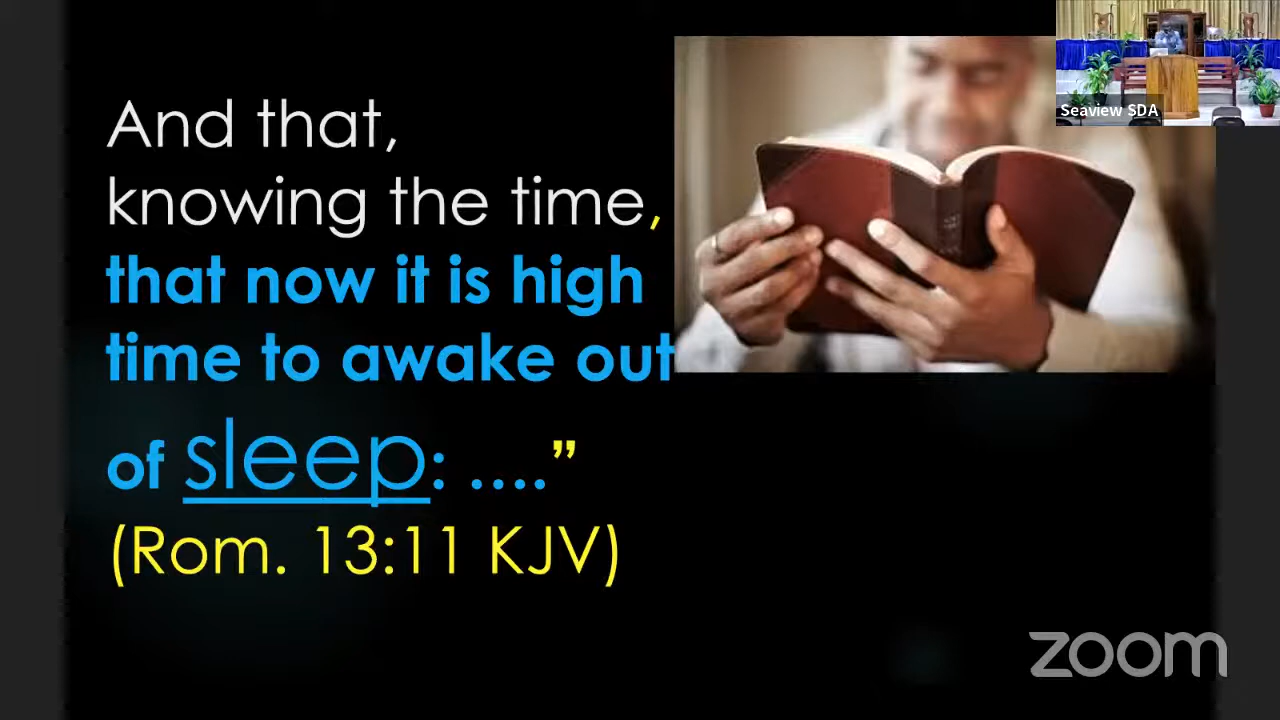 And that,
knowing the time,
that now it is high
time to awake out
of sleep: ....”
(Rom. 13:11 KJV)
Seaview SDA
zoom